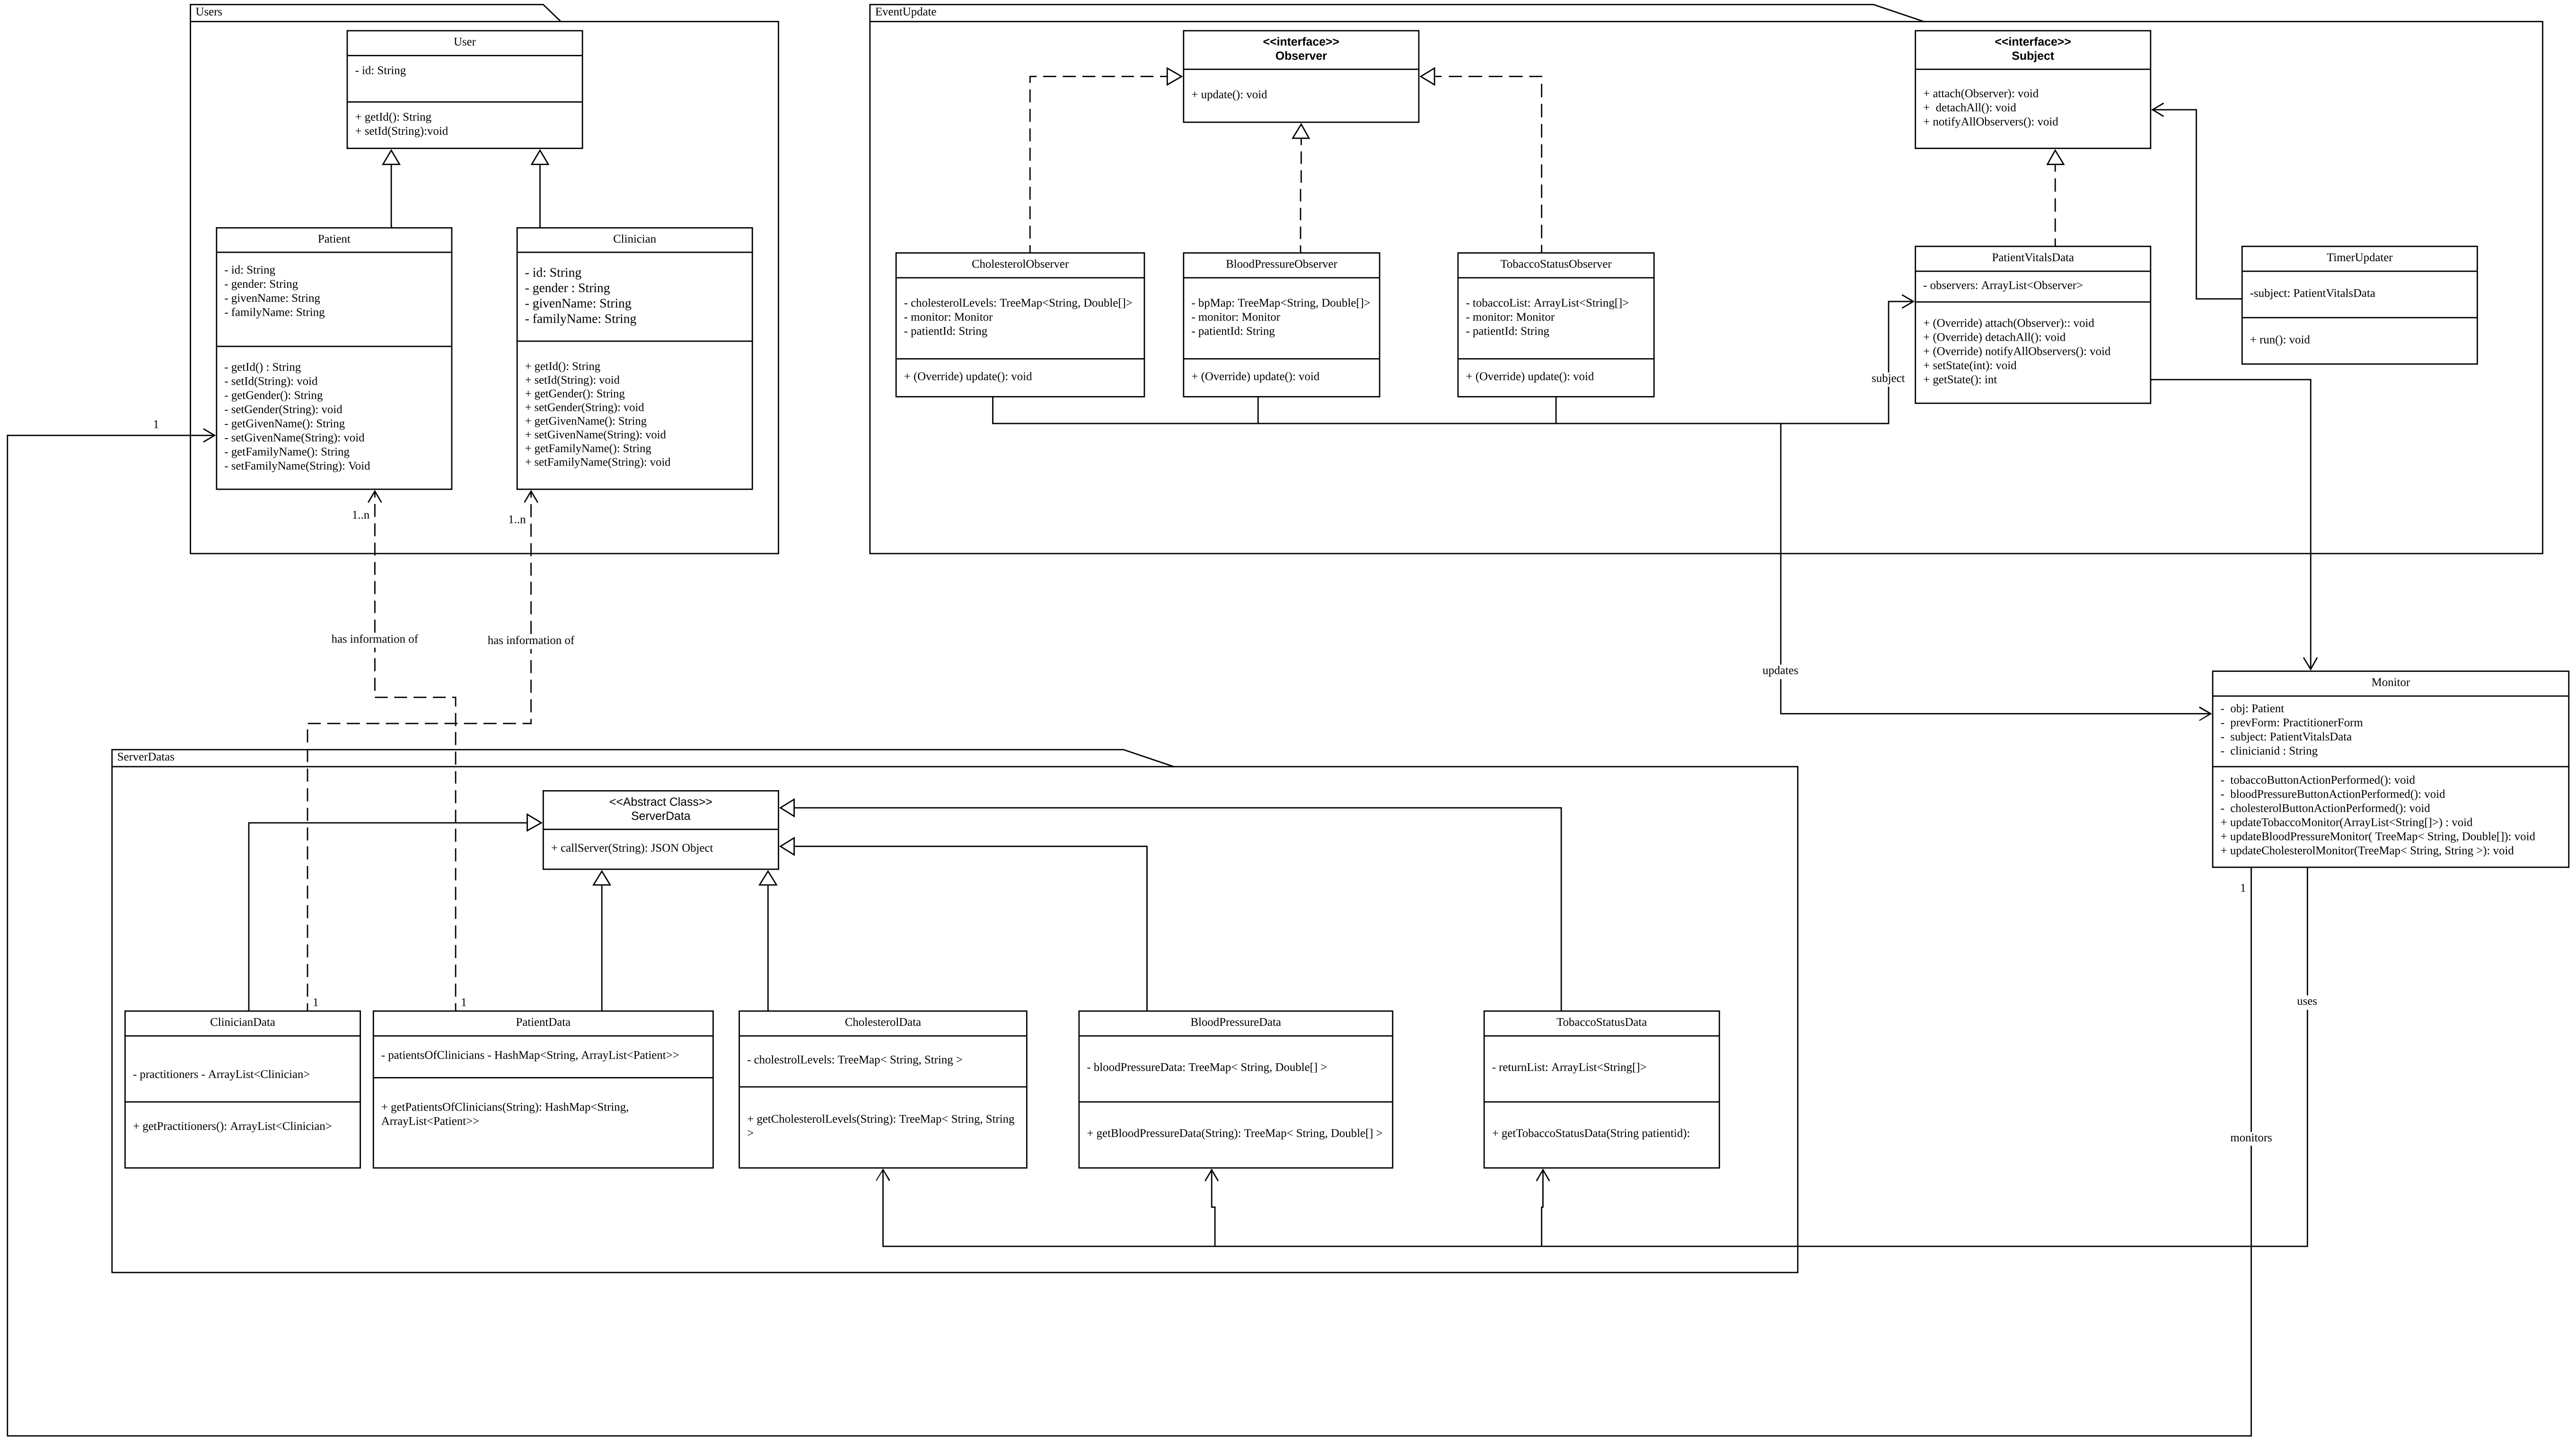 Users
User
- id: String
+ getId(): String
+ setId(String):void
Patient
- id: String
- gender: String
- givenName: String
- familyName: String
- getId() : String
- setId(String): void
- getGender(): String
- setGender(String): void
- getGivenName(): String
- setGivenName(String): void
- getFamilyName(): String
- setFamilyName(String): Void
Clinician
- id: String
- gender : String
- givenName: String
- familyName: String
+ getId(): String
+ setId(String): void
+ getGender(): String
+ setGender(String): void
+ getGivenName(): String
+ setGivenName(String): void
+ getFamilyName(): String
+ setFamilyName(String): void
1
1..n
1..n
has information of
has information of
EventUpdate
<<interface>>
Observer
+ update(): void
<<interface>>
Subject
+ attach(Observer): void
+  detachAll(): void
+ notifyAllObservers(): void
CholesterolObserver
- cholesterolLevels: TreeMap<String, Double[]>
- monitor: Monitor
- patientId: String
+ (Override) update(): void
BloodPressureObserver
- bpMap: TreeMap<String, Double[]>
- monitor: Monitor
- patientId: String
+ (Override) update(): void
TobaccoStatusObserver
- tobaccoList: ArrayList<String[]>
- monitor: Monitor
- patientId: String
+ (Override) update(): void
subject
PatientVitalsData
- observers: ArrayList<Observer>
+ (Override) attach(Observer):: void
+ (Override) detachAll(): void
+ (Override) notifyAllObservers(): void
+ setState(int): void
+ getState(): int
TimerUpdater
-subject: PatientVitalsData
+ run(): void
updates
Monitor
-  obj: Patient
-  prevForm: PractitionerForm
-  subject: PatientVitalsData
-  clinicianid : String
-  tobaccoButtonActionPerformed(): void
-  bloodPressureButtonActionPerformed(): void
-  cholesterolButtonActionPerformed(): void
+ updateTobaccoMonitor(ArrayList<String[]>) : void
+ updateBloodPressureMonitor( TreeMap< String, Double[]): void
+ updateCholesterolMonitor(TreeMap< String, String >): void
1
uses
monitors
ServerDatas
<<Abstract Class>>
ServerData
+ callServer(String): JSON Object
1
1
ClinicianData
- practitioners - ArrayList<Clinician>
+ getPractitioners(): ArrayList<Clinician>
PatientData
- patientsOfClinicians - HashMap<String, ArrayList<Patient>>
+ getPatientsOfClinicians(String): HashMap<String,
ArrayList<Patient>>
CholesterolData
- cholestrolLevels: TreeMap< String, String >
+ getCholesterolLevels(String): TreeMap< String, String
>
BloodPressureData
- bloodPressureData: TreeMap< String, Double[] >
+ getBloodPressureData(String): TreeMap< String, Double[] >
TobaccoStatusData
- returnList: ArrayList<String[]>
+ getTobaccoStatusData(String patientid):